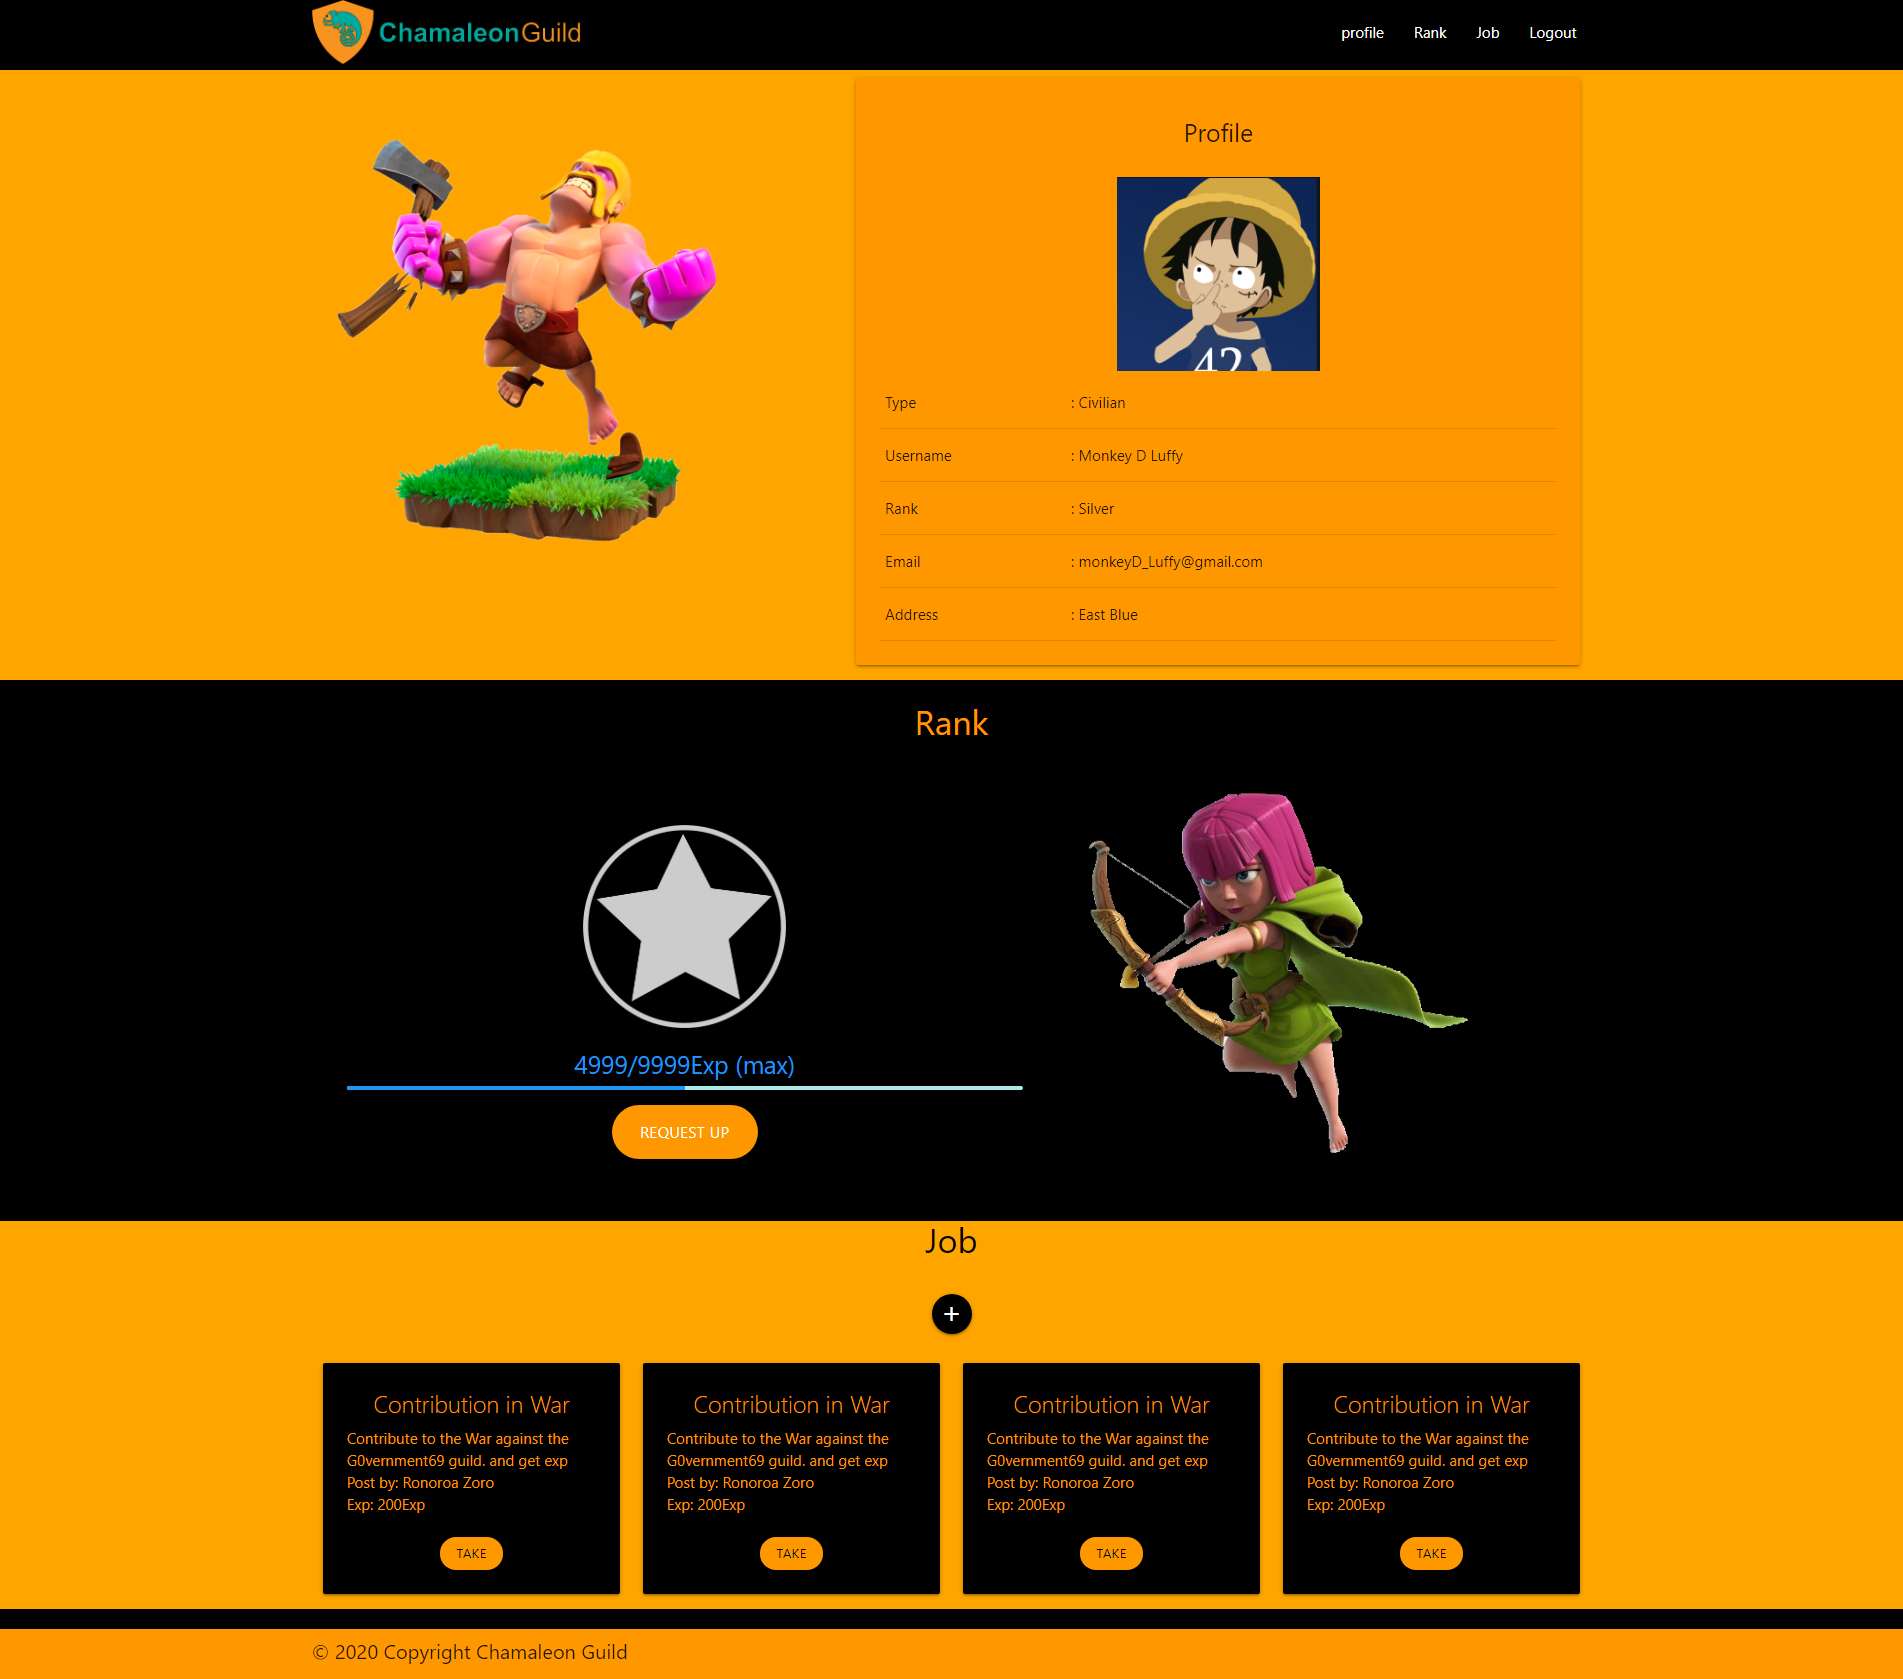 ChamaleonGuild
profile Rank Job Logout
Profile
42
Type : Civilian
Username : Monkey D Luffy
Rank : Silver
Email : monkeyD_Luffy@gmail.com
Address : East Blue
Rank
4999/9999Exp (max)
REQUEST UP
Job
+
Contribution in War
Contribute to the War against the
G0vernment69 guild. and get exp
Post by: Ronoroa Zoro
Exp: 200Exp
TAKE
Contribution in War
Contribute to the War against the
G0vernment69 guild. and get exp
Post by: Ronoroa Zoro
Exp: 200Exp
TAKE
Contribution in War
Contribute to the War against the
G0vernment69 guild. and get exp
Post by: Ronoroa Zoro
Exp: 200Exp
TAKE
Contribution in War
Contribute to the War against the
G0vernment69 guild. and get exp
Post by: Ronoroa Zoro
Exp: 200Exp
TAKE
© 2020 Copyright Chamaleon Guild